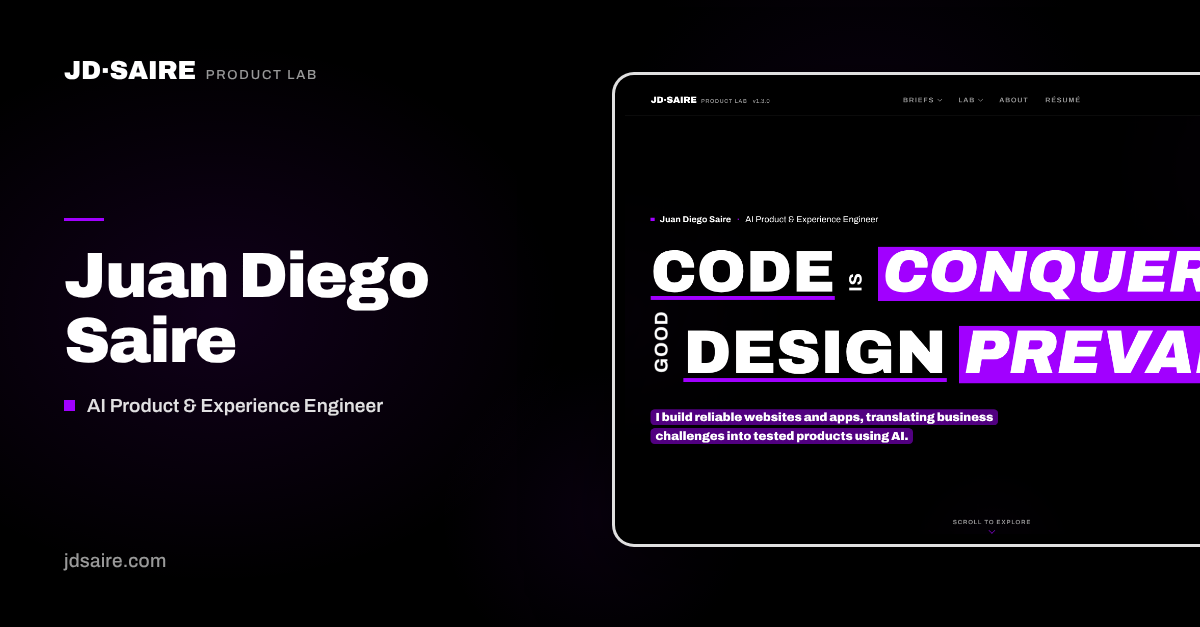 JD·SAIRE PRODUCT LAB
Juan Diego
Saire
AI Product & Experience Engineer
jdsaire.com
JD·SAIRE PRODUCT LAB v1.3.0
BRIEFS LAB ABOUT RÉSUMÉ
Juan Diego Saire · AI Product & Experience Engineer
CODE IS CONQUER
GOOD DESIGN PREVA
I build reliable websites and apps, translating business
challenges into tested products using AI.
SCROLL TO EXPLORE